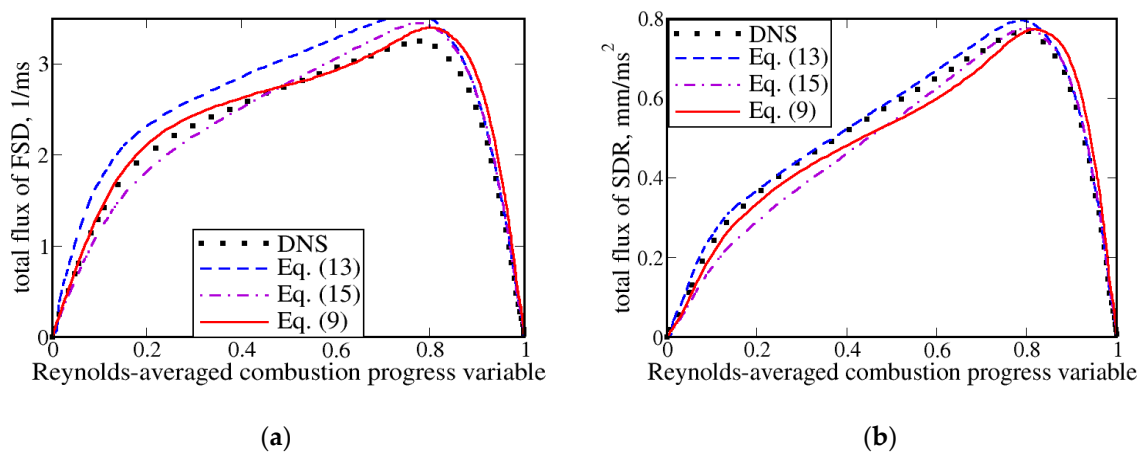 total flux of FSD, 1/ms
3
2
1
0
DNS
Eq. (13)
Eq. (15)
Eq. (9)
0 0.2 0.4 0.6 0.8 1
Reynolds-averaged combustion progress variable
(a)
total flux of SDR, mm/ms²
0.8
0.6
0.4
0.2
0
DNS
Eq. (13)
Eq. (15)
Eq. (9)
0 0.2 0.4 0.6 0.8 1
Reynolds-averaged combustion progress variable
(b)